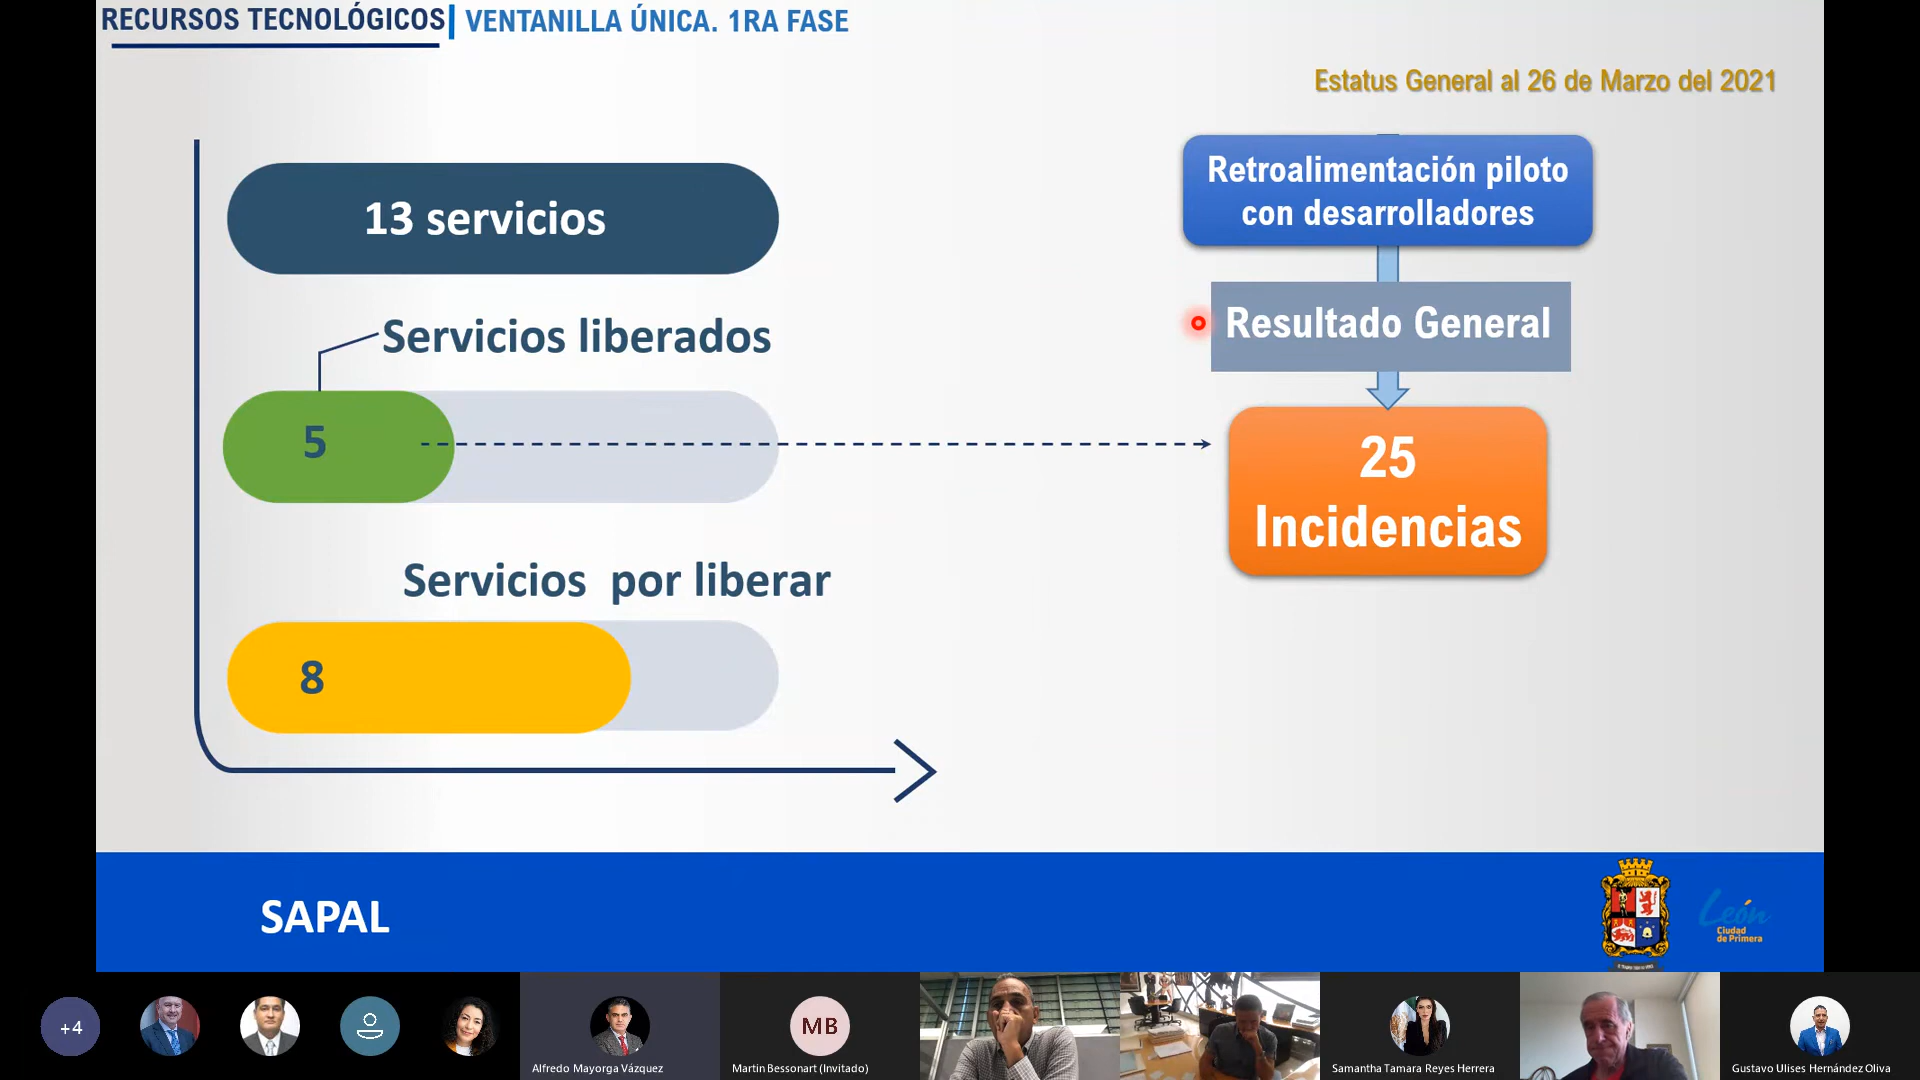 RECURSOS TECNOLÓGICOS
VENTANILLA ÚNICA. 1RA FASE
Estatus General al 26 de Marzo del 2021
13 servicios
Servicios liberados
5
Servicios por liberar
8
Retroalimentación piloto
con desarrolladores
Resultado General
25
Incidencias
SAPAL
León
Ciudad
de Primera
+4
Alfredo Mayorga Vázquez
MB
Martin Bessonart (Invitado)
Samantha Tamara Reyes Herrera
Gustavo Ulises Hernández Oliva